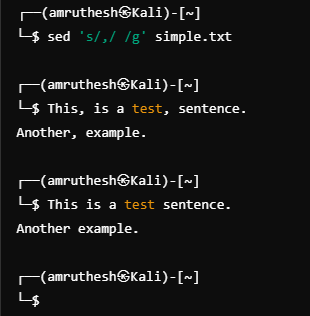 ┌──(amruthesh㉿Kali)-[~]
└─$ sed 's/,/ /g' simple.txt
┌──(amruthesh㉿Kali)-[~]
└─$ This, is a test, sentence.
Another, example.
┌──(amruthesh㉿Kali)-[~]
└─$ This is a test sentence.
Another example.
┌──(amruthesh㉿Kali)-[~]
└─$